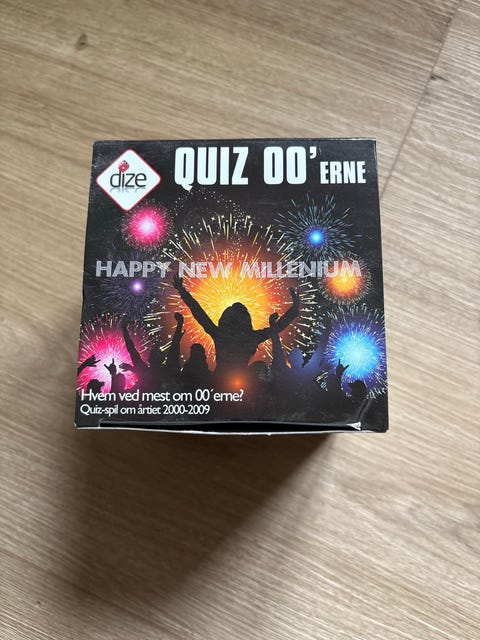 dize
QUIZ 00' ERNE
HAPPY NEW MILLENIUM
Hvem ved mest om 00´erne?
Quiz-spil om årtiet 2000-2009